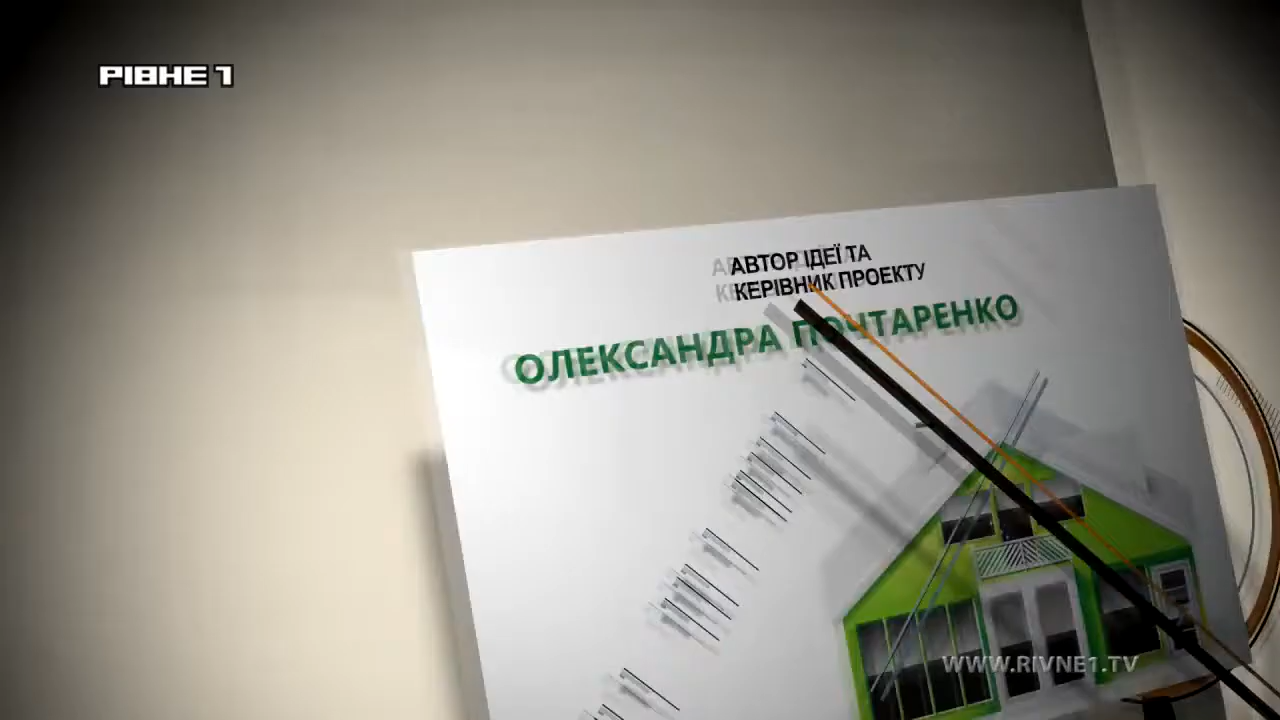 РІВНЕ 1
АВТОР ІДЕЇ ТА
КЕРІВНИК ПРОЕКТУ
ОЛЕКСАНДРА ПОЧТАРЕНКО
WWW.RIVNE1.TV